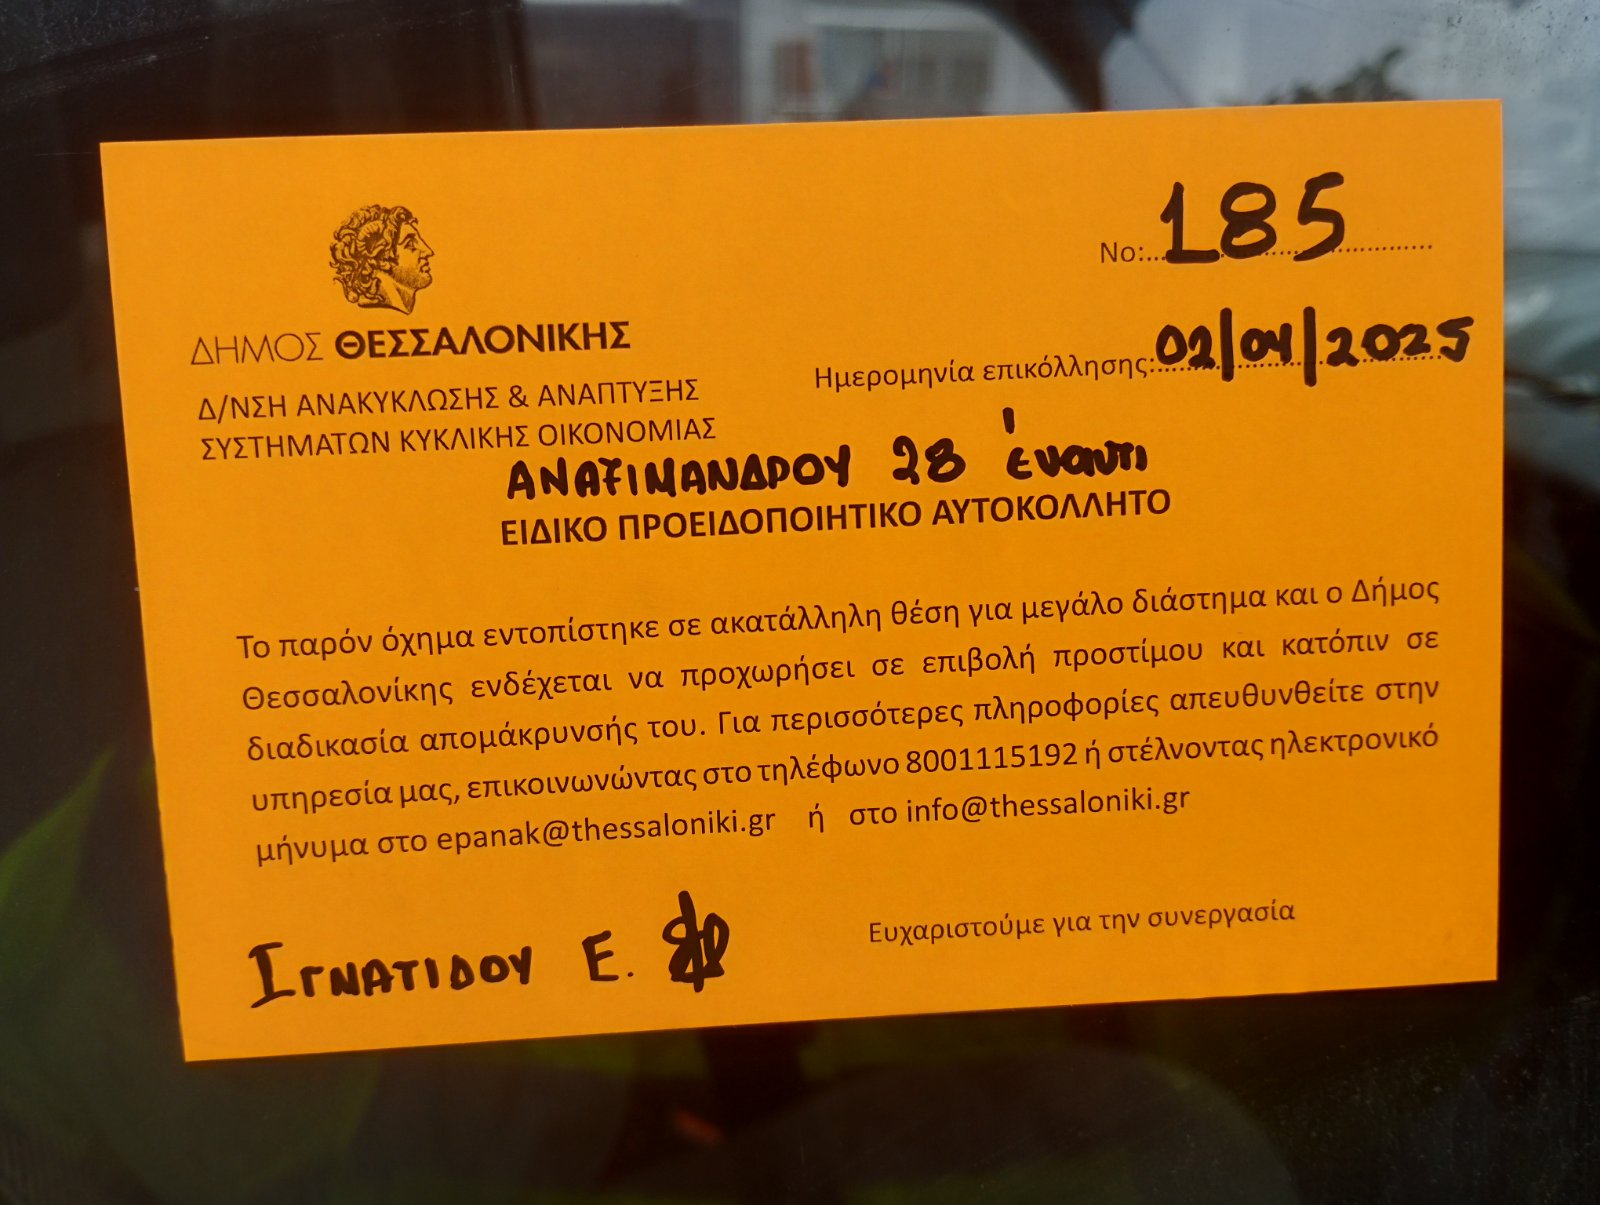 Νο:...185
ΔΗΜΟΣ ΘΕΣΣΑΛΟΝΙΚΗΣ
Ημερομηνία επικόλλησης:02/04/2025
Δ/ΝΣΗ ΑΝΑΚΥΚΛΩΣΗΣ & ΑΝΑΠΤΥΞΗΣ
ΣΥΣΤΗΜΑΤΩΝ ΚΥΚΛΙΚΗΣ ΟΙΚΟΝΟΜΙΑΣ
ΑΝΑΞΙΜΑΝΔΡΟΥ 28 έναντι
ΕΙΔΙΚΟ ΠΡΟΕΙΔΟΠΟΙΗΤΙΚΟ ΑΥΤΟΚΟΛΛΗΤΟ
Το παρόν όχημα εντοπίστηκε σε ακατάλληλη θέση για μεγάλο διάστημα και ο Δήμος
Θεσσαλονίκης ενδέχεται να προχωρήσει σε επιβολή προστίμου και κατόπιν σε
διαδικασία απομάκρυνσής του. Για περισσότερες πληροφορίες απευθυνθείτε στην
υπηρεσία μας, επικοινωνώντας στο τηλέφωνο 8001115192 ή στέλνοντας ηλεκτρονικό
μήνυμα στο epanak@thessaloniki.gr ή στο info@thessaloniki.gr
Ευχαριστούμε για την συνεργασία
ΙΓΝΑΤΙΔΟΥ Ε.